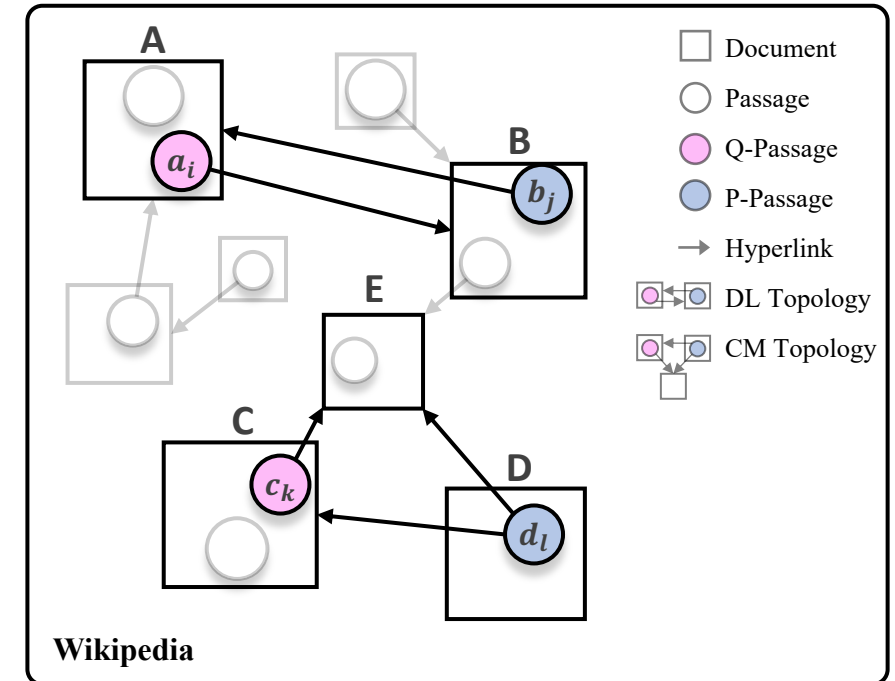 A
a_i
B
b_j
E
C
c_k
D
d_l
Document
Passage
Q-Passage
P-Passage
Hyperlink
DL Topology
CM Topology
Wikipedia